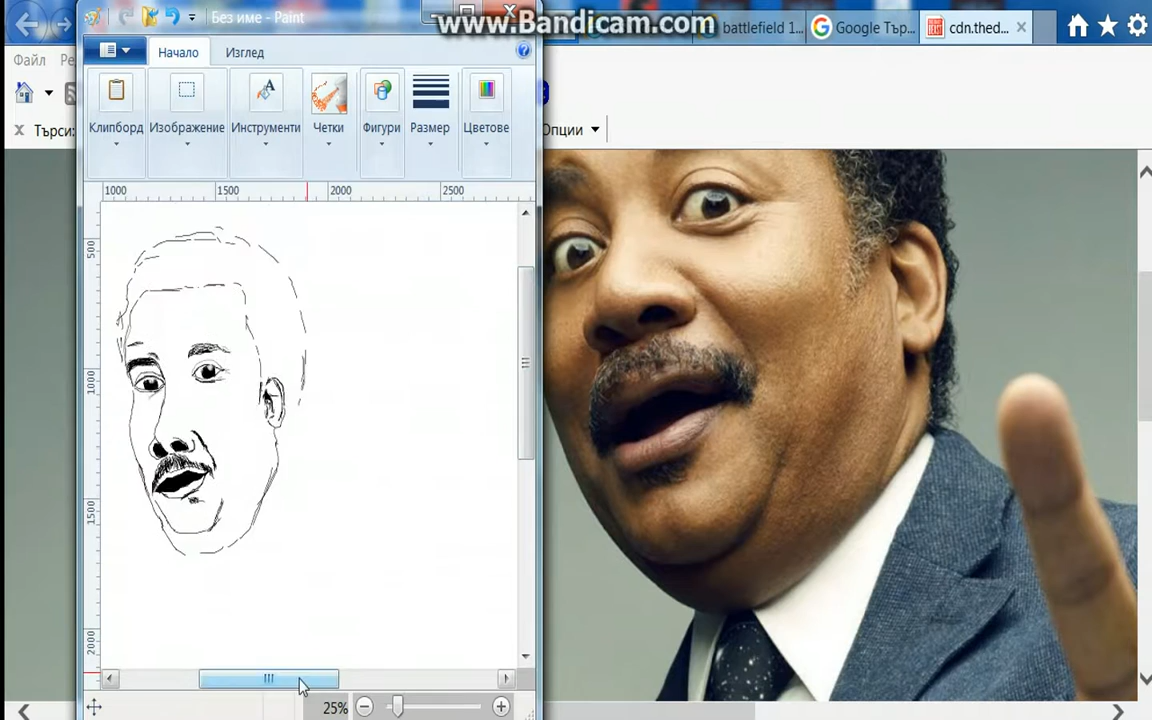 Без име - Paint
www.Bandicam.com
battlefield 1...
Google Тър...
cdn.thed...
Файл
Начало
Изглед
Клипборд
Изображение
Инструменти
Четки
Фигури
Размер
Цветове
Търси:
Опции
1000
1500
2000
2500
500
1000
1500
2000
25%